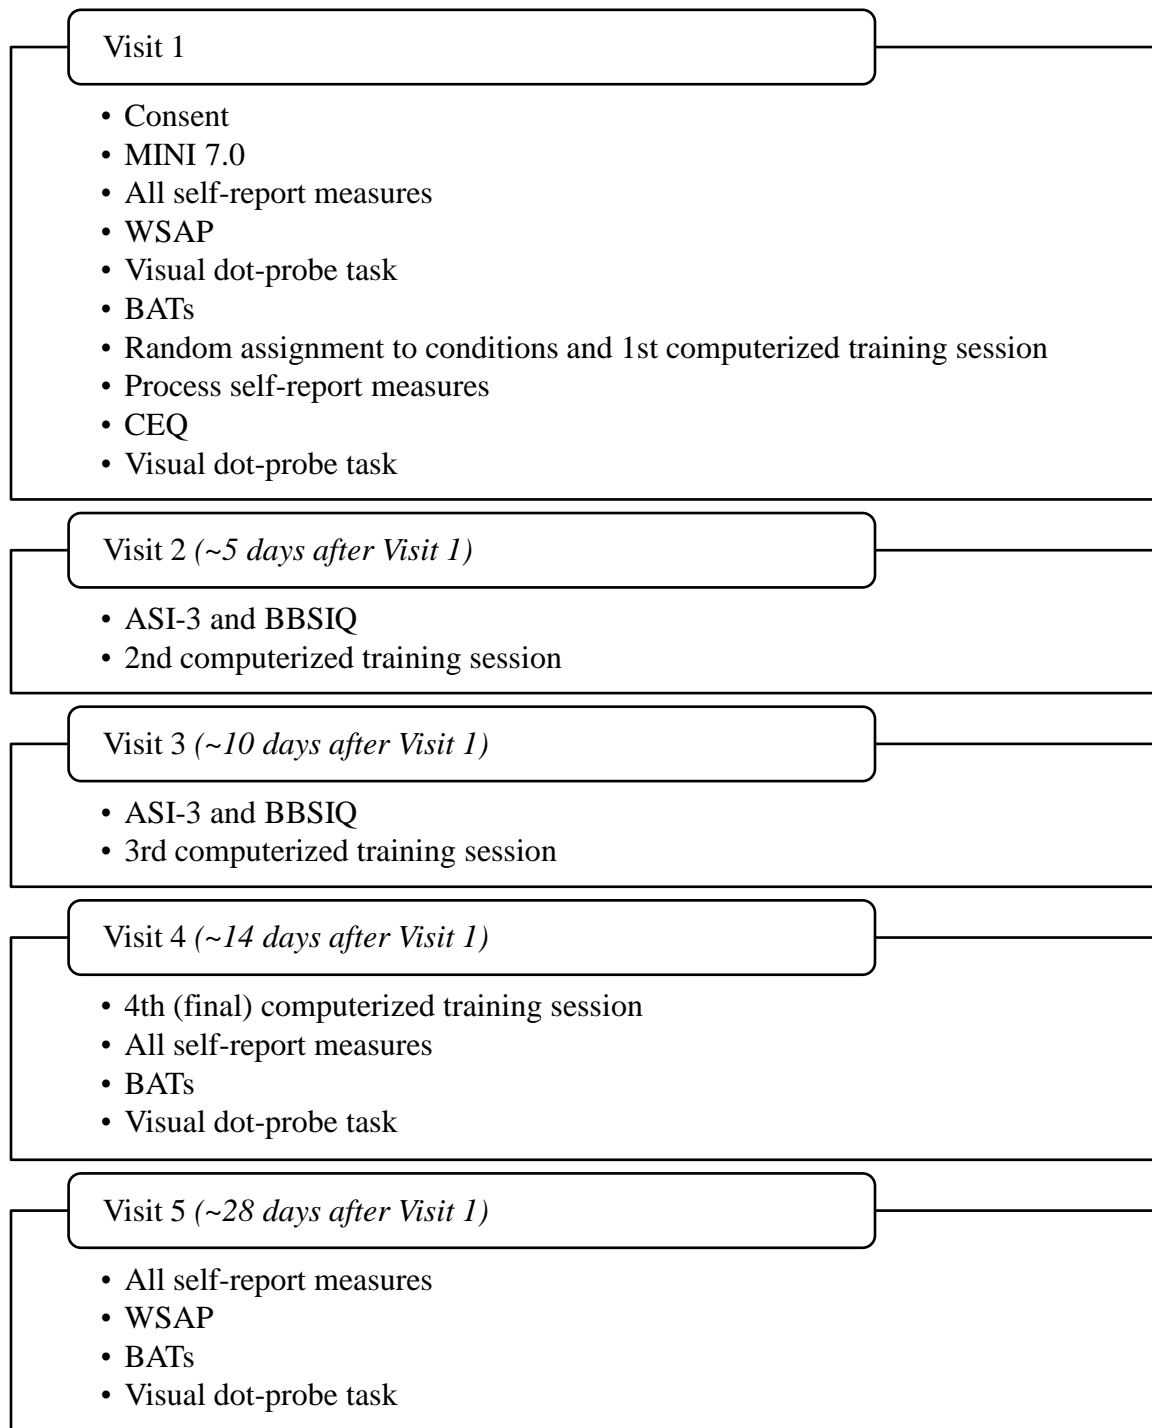 Visit 1
• Consent
• MINI 7.0
• All self-report measures
• WSAP
• Visual dot-probe task
• BATs
• Random assignment to conditions and 1st computerized training session
• Process self-report measures
• CEQ
• Visual dot-probe task
Visit 2 (~5 days after Visit 1)
• ASI-3 and BBSIQ
• 2nd computerized training session
Visit 3 (~10 days after Visit 1)
• ASI-3 and BBSIQ
• 3rd computerized training session
Visit 4 (~14 days after Visit 1)
• 4th (final) computerized training session
• All self-report measures
• BATs
• Visual dot-probe task
Visit 5 (~28 days after Visit 1)
• All self-report measures
• WSAP
• BATs
• Visual dot-probe task